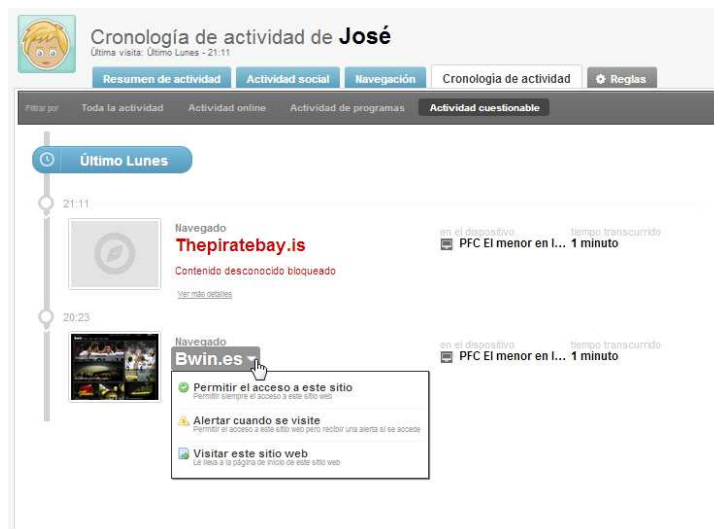 Cronología de actividad de José
Última visita: Último Lunes - 21:11
Resumen de actividad
Actividad social
Navegación
Cronología de actividad
Reglas
Filtrar por
Toda la actividad
Actividad online
Actividad de programas
Actividad cuestionable
Último Lunes
21:11
Navegado
Thepiratebay.is
Contenido desconocido bloqueado
Ver más detalles
en el dispositivo
PFC El menor en I...
tiempo transcurrido
1 minuto
20:23
Navegado
Bwin.es
en el dispositivo
PFC El menor en I...
tiempo transcurrido
1 minuto
Permitir el acceso a este sitio
Permitir siempre el acceso a este sitio web
Alertar cuando se visite
Permitir el acceso a este sitio web pero recibir una alerta si se accede
Visitar este sitio web
Le lleva a la página de inicio de este sitio web